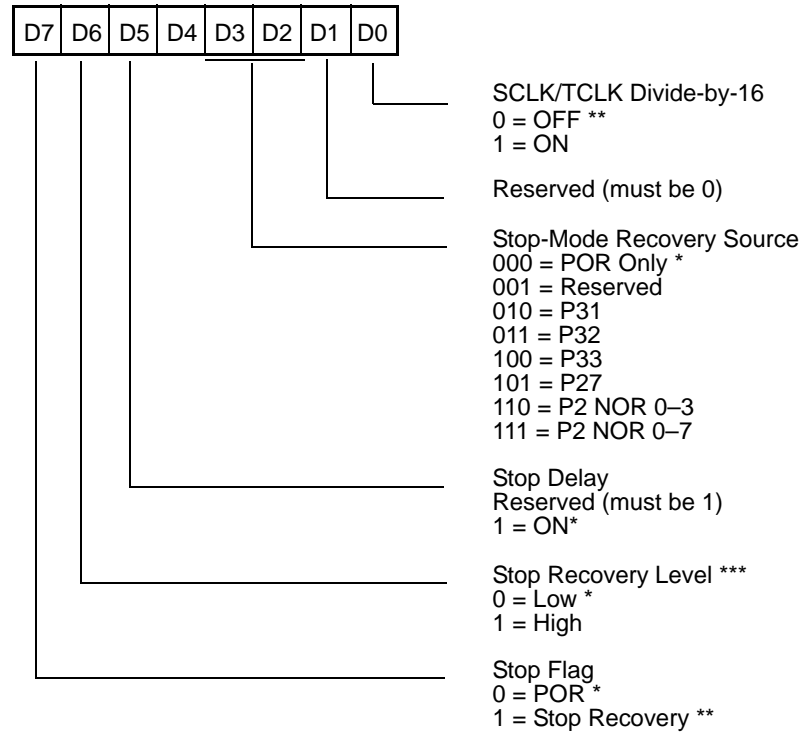 D7 D6 D5 D4 D3 D2 D1 D0
SCLK/TCLK Divide-by-16
0 = OFF **
1 = ON
Reserved (must be 0)
Stop-Mode Recovery Source
000 = POR Only *
001 = Reserved
010 = P31
011 = P32
100 = P33
101 = P27
110 = P2 NOR 0–3
111 = P2 NOR 0–7
Stop Delay
Reserved (must be 1)
1 = ON*
Stop Recovery Level ***
0 = Low *
1 = High
Stop Flag
0 = POR *
1 = Stop Recovery **